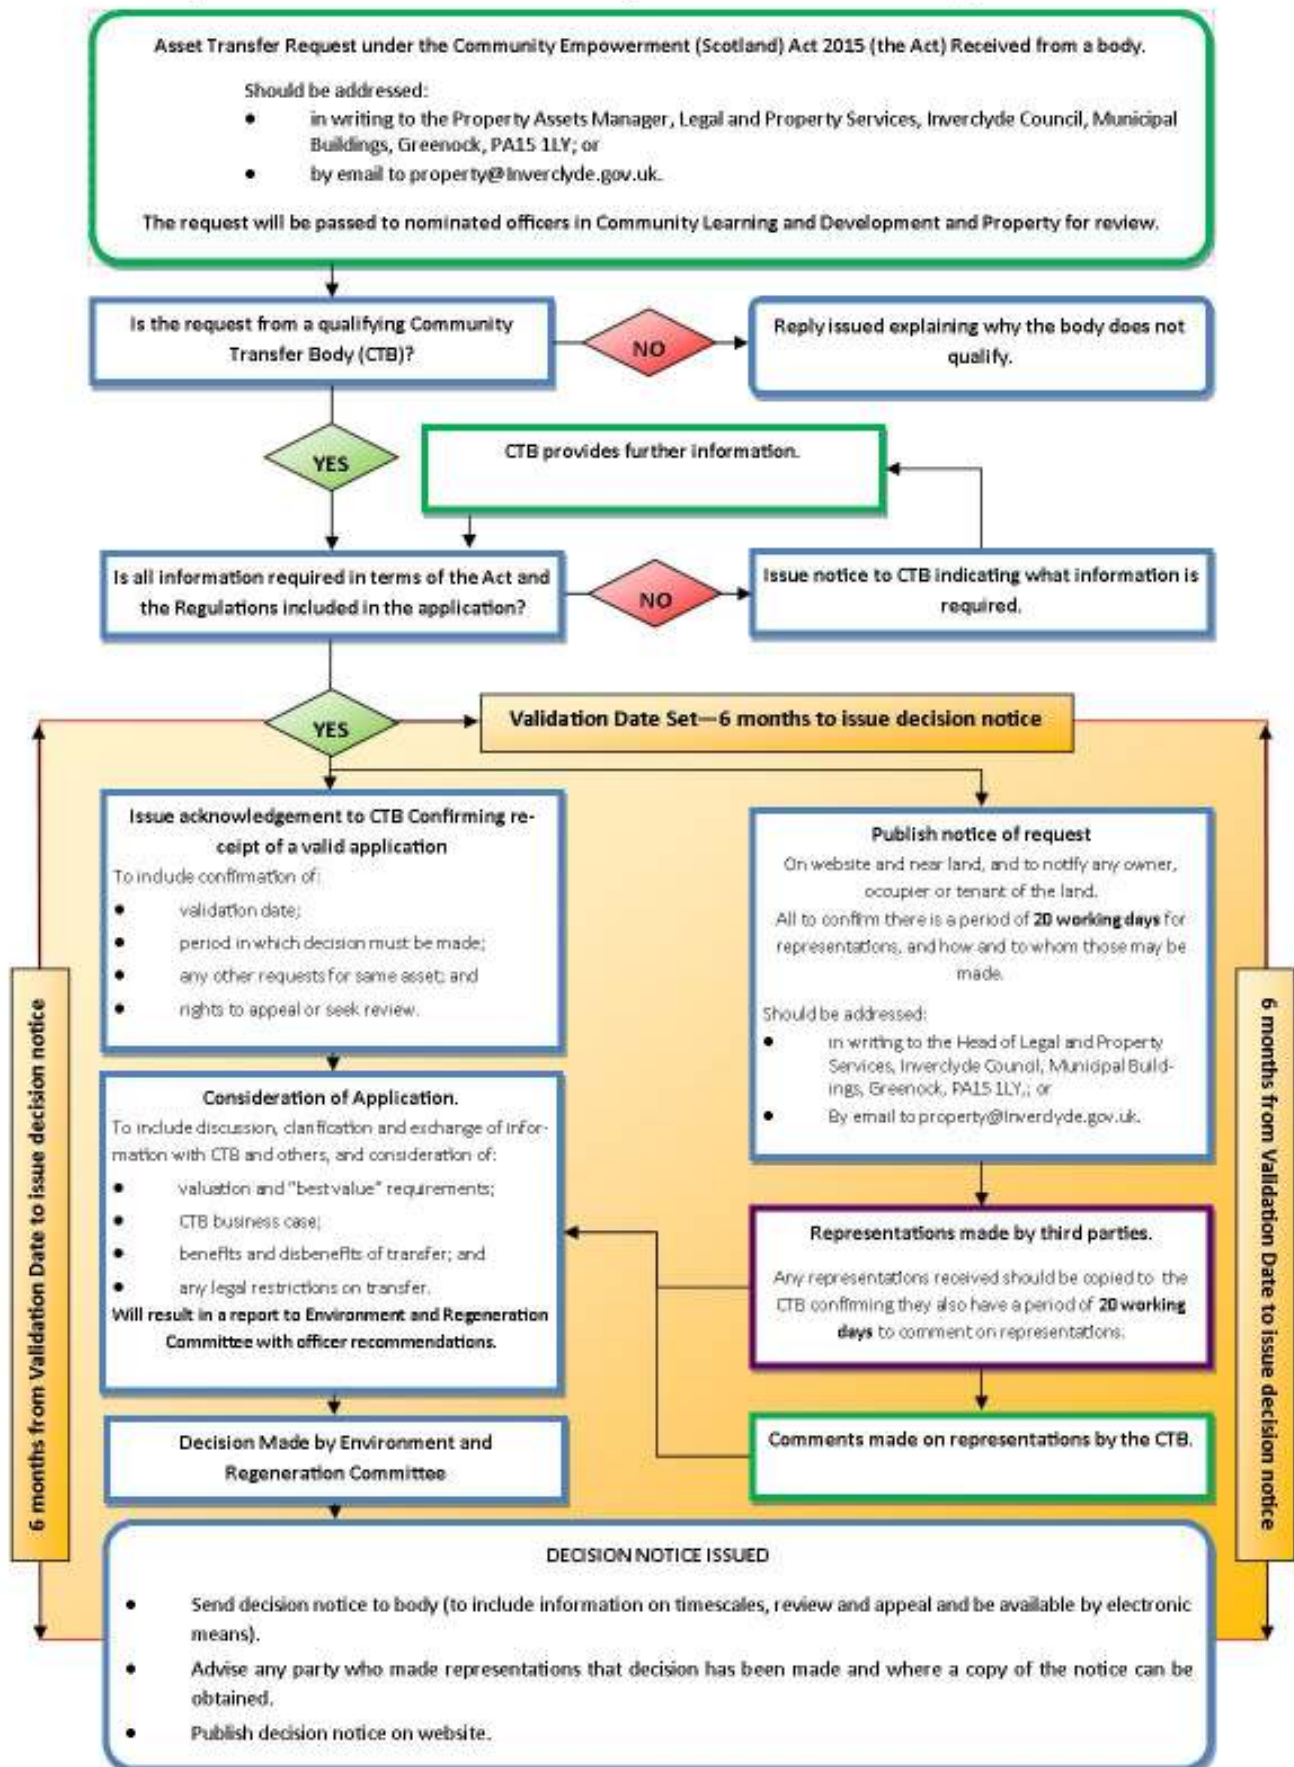 Asset Transfer Request under the Community Empowerment (Scotland) Act 2015 (the Act) Received from a body.
Should be addressed:
• in writing to the Property Assets Manager, Legal and Property Services, Inverclyde Council, Municipal
Buildings, Greenock, PA15 1LY; or
• by email to property@Inverclyde.gov.uk.
The request will be passed to nominated officers in Community Learning and Development and Property for review.
Is the request from a qualifying Community
Transfer Body (CTB)?
NO
Reply issued explaining why the body does not
qualify.
YES
CTB provides further information.
Is all information required in terms of the Act and
the Regulations included in the application?
NO
Issue notice to CTB indicating what information is
required.
YES
Validation Date Set—6 months to issue decision notice
Issue acknowledgement to CTB Confirming re-
ceipt of a valid application
To include confirmation of:
• validation date;
• period in which decision must be made;
• any other requests for same asset; and
• rights to appeal or seek review.
Publish notice of request
On website and near land, and to notify any owner,
occupier or tenant of the land.
All to confirm there is a period of 20 working days for
representations, and how and to whom those may be
made.
Should be addressed:
• in writing to the Head of Legal and Property
Services, Inverclyde Council, Municipal Build-
ings, Greenock, PA15 1LY,; or
• By email to property@Inverclyde.gov.uk.
6 months from Validation Date to issue decision notice
6 months from Validation Date to issue decision notice
Consideration of Application.
To include discussion, clarification and exchange of infor-
mation with CTB and others, and consideration of:
• valuation and "best value" requirements;
• CTB business case;
• benefits and disbenefits of transfer; and
• any legal restrictions on transfer.
Will result in a report to Environment and Regeneration
Committee with officer recommendations.
Representations made by third parties.
Any representations received should be copied to the
CTB confirming they also have a period of 20 working
days to comment on representations.
Decision Made by Environment and
Regeneration Committee
Comments made on representations by the CTB.
DECISION NOTICE ISSUED
• Send decision notice to body (to include information on timescales, review and appeal and be available by electronic
means).
• Advise any party who made representations that decision has been made and where a copy of the notice can be
obtained.
• Publish decision notice on website.